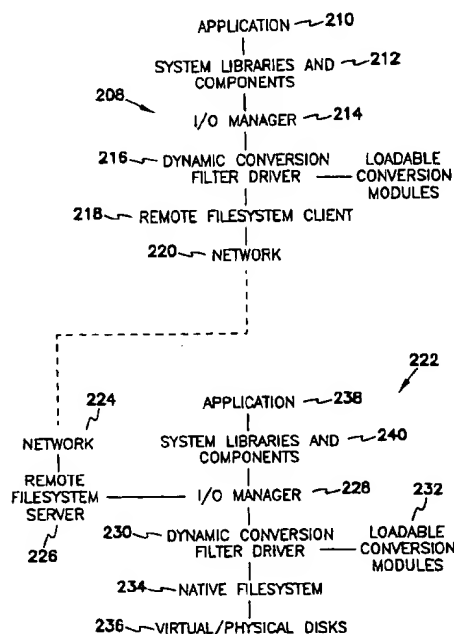 APPLICATION 210
SYSTEM LIBRARIES AND 212
COMPONENTS
208
I/O MANAGER 214
216 DYNAMIC CONVERSION LOADABLE
FILTER DRIVER CONVERSION
MODULES
218 REMOTE FILESYSTEM CLIENT
220 NETWORK
222
224
APPLICATION 238
NETWORK
SYSTEM LIBRARIES AND 240
COMPONENTS
REMOTE
FILESYSTEM
SERVER
226
I/O MANAGER 228
232
230 DYNAMIC CONVERSION LOADABLE
FILTER DRIVER CONVERSION
MODULES
234 NATIVE FILESYSTEM
236 VIRTUAL/PHYSICAL DISKS